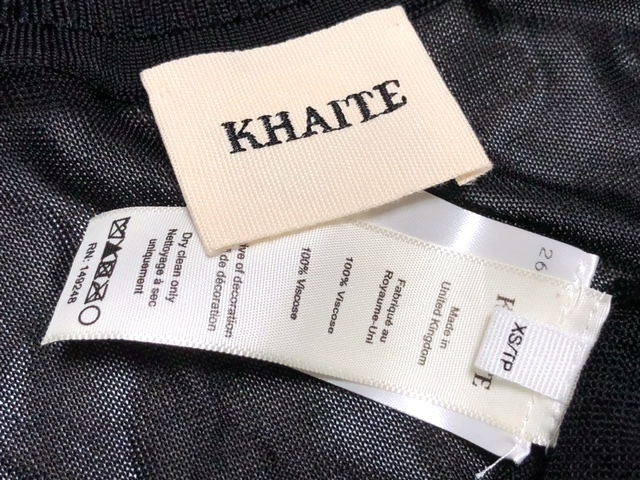 KHAITE
26
XS/TP
Made in
United Kingdom
Fabriqué au
Royaume-Uni
100% Viscose
100% Viscose
of decoration
de décoration
Dry clean only
Nettoyage à sec
uniquement
RN: 149248